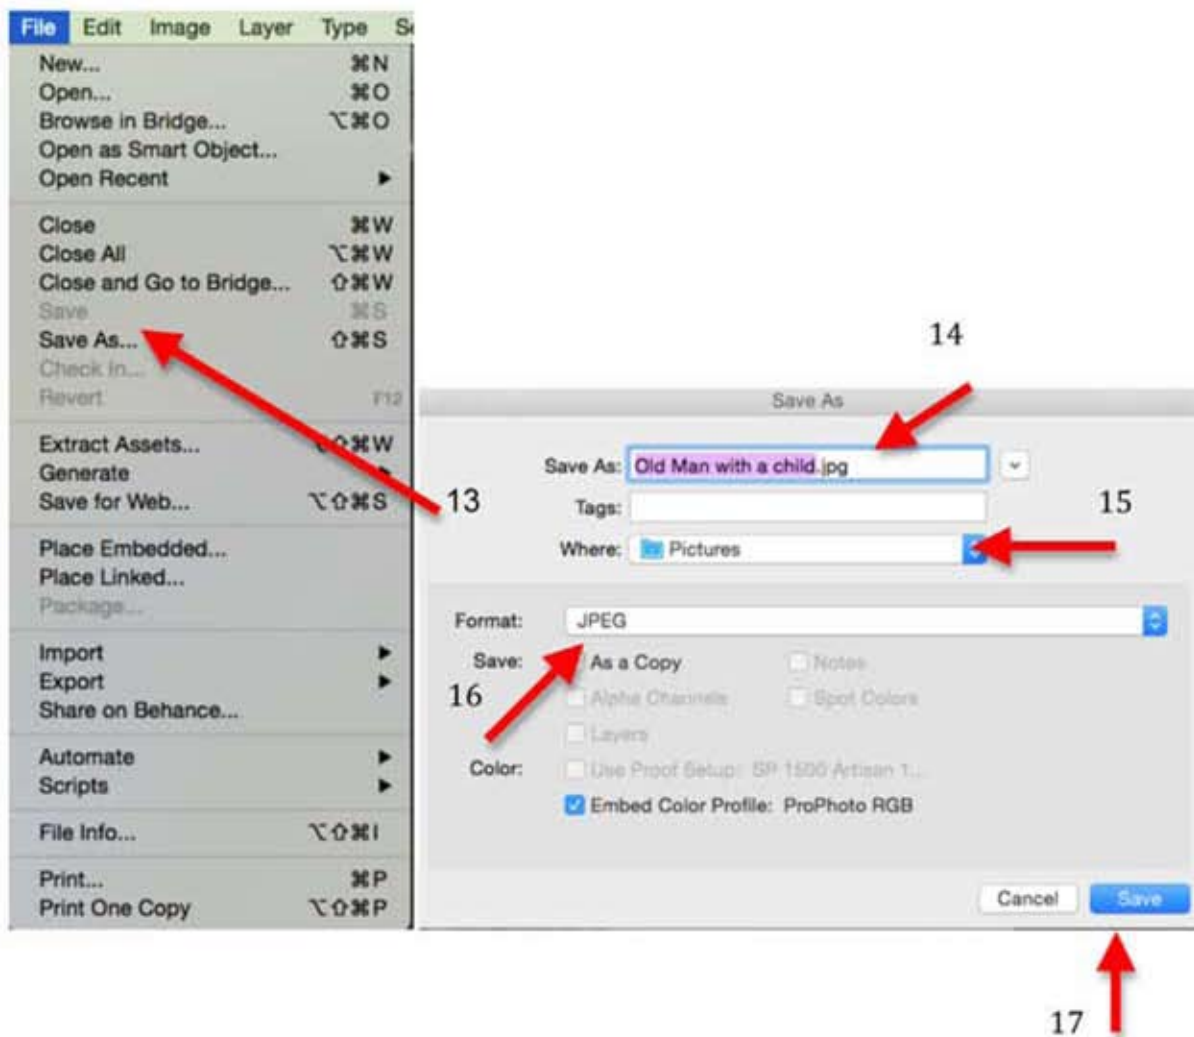 File Edit Image Layer Type
New... ⌘N
Open... ⌘O
Browse in Bridge... ⌥⌘O
Open as Smart Object...
Open Recent ▶
Close ⌘W
Close All ⌥⌘W
Close and Go to Bridge... ⇧⌘W
Save ⌘S
Save As... ⇧⌘S
Check In...
Revert F12
Extract Assets... ⇧⌘W
Generate
Save for Web... ⌥⇧⌘S
Place Embedded...
Place Linked...
Package...
Import ▶
Export ▶
Share on Behance...
Automate ▶
Scripts ▶
File Info... ⌥⇧⌘I
Print... ⌘P
Print One Copy ⌥⇧⌘P
13
14
Save As
Save As: Old Man with a child.jpg
Tags:
15
Where: Pictures
Format: JPEG
Save: As a Copy Notes
16
Alpha Channels Spot Colors
Layers
Color: Use Proof Setup: SP 1500 Artisan 1...
Embed Color Profile: ProPhoto RGB
Cancel Save
17